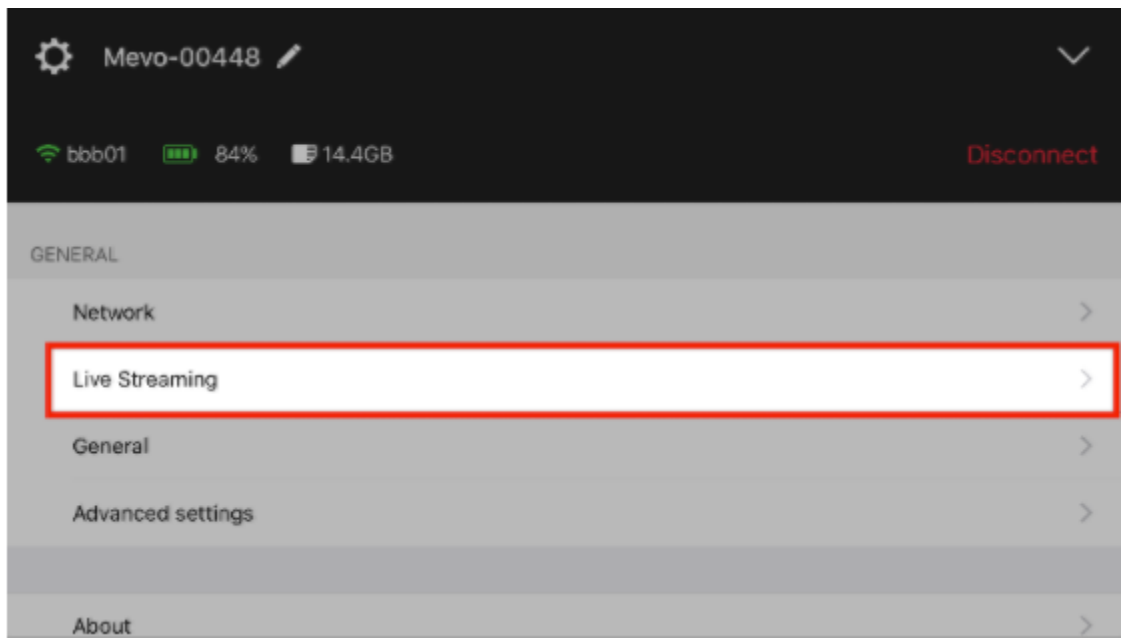 Mevo-00448
bbb01 84% 14.4GB Disconnect
GENERAL
Network
Live Streaming
General
Advanced settings
About